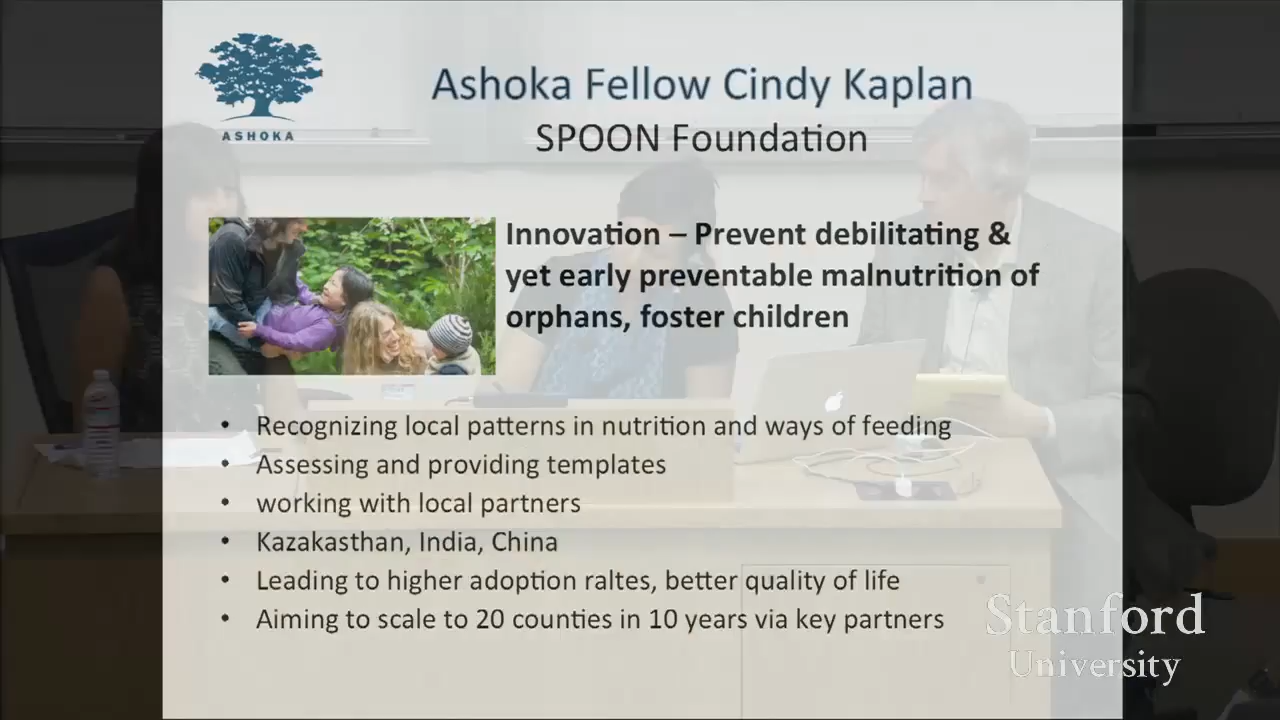 ASHOKA
Ashoka Fellow Cindy Kaplan
SPOON Foundation
Innovation – Prevent debilitating &
yet early preventable malnutrition of
orphans, foster children
• Recognizing local patterns in nutrition and ways of feeding
• Assessing and providing templates
• working with local partners
• Kazakasthan, India, China
• Leading to higher adoption raltes, better quality of life
• Aiming to scale to 20 counties in 10 years via key partners
Stanford
University